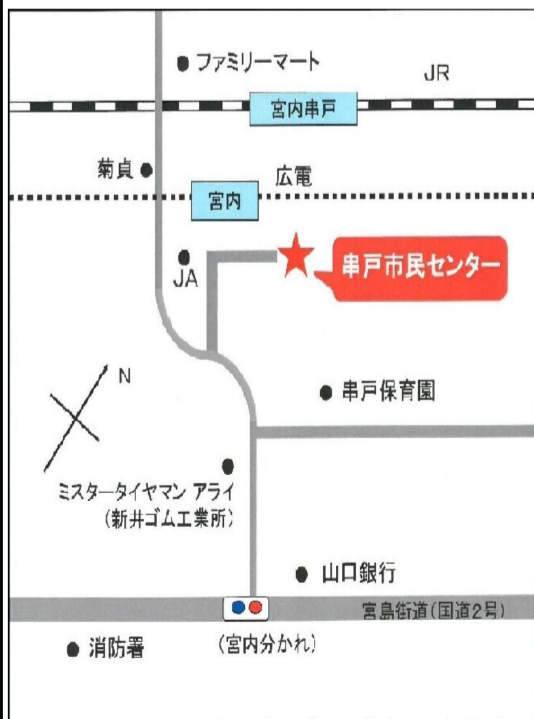 ファミリーマート
JR
宮内串戸
菊貞
広電
宮内
JA
串戸市民センター
N
串戸保育園
ミスタータイヤマン アライ
(新井ゴム工業所)
山口銀行
宮島街道(国道2号)
消防署
(宮内分かれ)